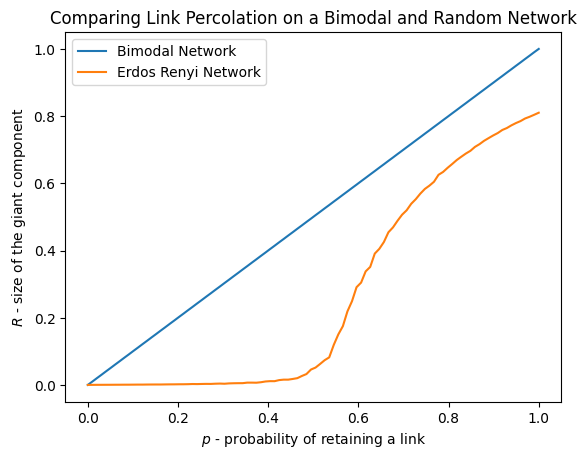 Comparing Link Percolation on a Bimodal and Random Network
Bimodal Network
Erdos Renyi Network
R - size of the giant component
1.0
0.8
0.6
0.4
0.2
0.0
0.0 0.2 0.4 0.6 0.8 1.0
p - probability of retaining a link